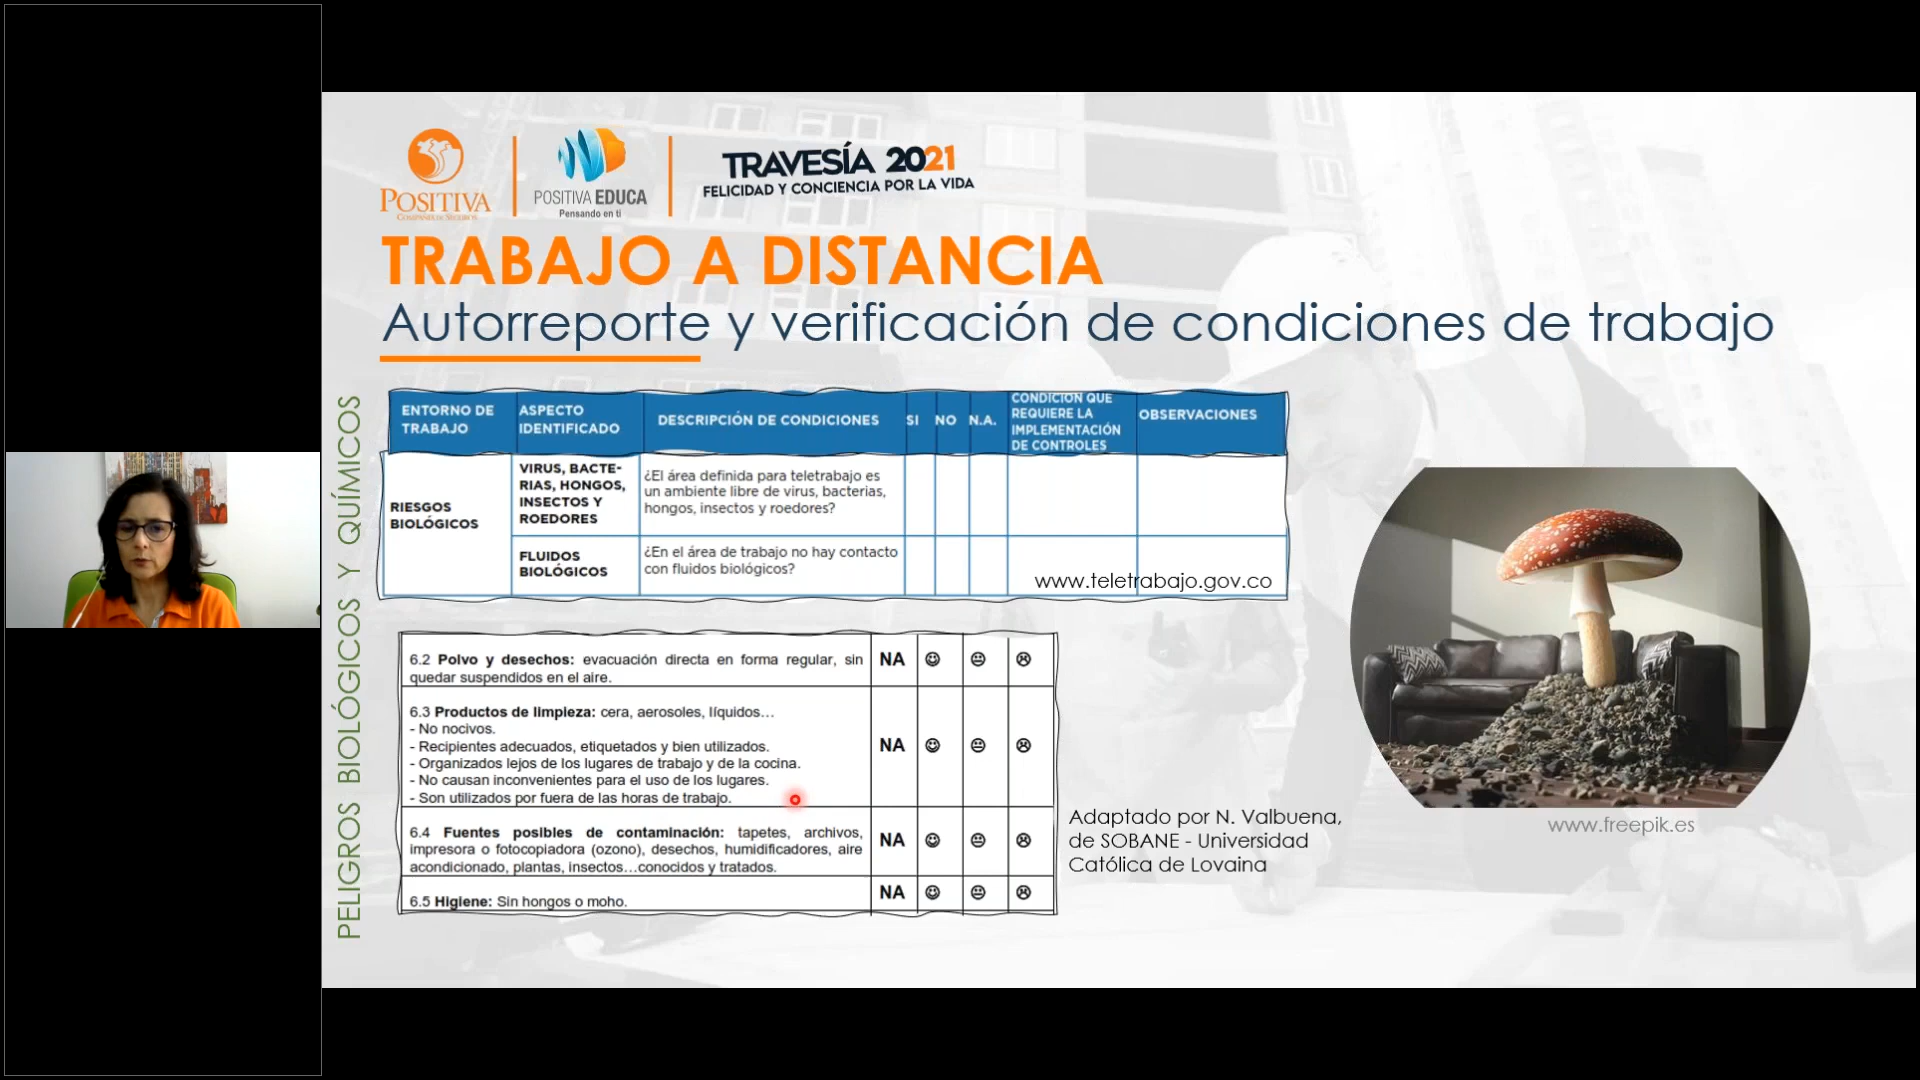 POSITIVA
COMPAÑÍA DE SEGUROS
POSITIVA EDUCA
Pensando en ti
TRAVESÍA 2021
FELICIDAD Y CONCIENCIA POR LA VIDA
TRABAJO A DISTANCIA
Autorreporte y verificación de condiciones de trabajo
PELIGROS BIOLÓGICOS Y QUÍMICOS
ENTORNO DE
TRABAJO
ASPECTO
IDENTIFICADO
DESCRIPCIÓN DE CONDICIONES
SI
NO
N.A.
CONDICION QUE
REQUIERE LA
IMPLEMENTACIÓN
DE CONTROLES
OBSERVACIONES
RIESGOS
BIOLÓGICOS
VIRUS, BACTE-
RIAS, HONGOS,
INSECTOS Y
ROEDORES
¿El área definida para teletrabajo es
un ambiente libre de virus, bacterias,
hongos, insectos y roedores?
FLUIDOS
BIOLÓGICOS
¿En el área de trabajo no hay contacto
con fluidos biológicos?
www.teletrabajo.gov.co
6.2 Polvo y desechos: evacuación directa en forma regular, sin
quedar suspendidos en el aire.
NA
6.3 Productos de limpieza: cera, aerosoles, líquidos…
- No nocivos.
- Recipientes adecuados, etiquetados y bien utilizados.
- Organizados lejos de los lugares de trabajo y de la cocina.
- No causan inconvenientes para el uso de los lugares.
- Son utilizados por fuera de las horas de trabajo.
NA
6.4 Fuentes posibles de contaminación: tapetes, archivos,
impresora o fotocopiadora (ozono), desechos, humidificadores, aire
acondicionado, plantas, insectos…conocidos y tratados.
NA
6.5 Higiene: Sin hongos o moho.
NA
Adaptado por N. Valbuena,
de SOBANE - Universidad
Católica de Lovaina
www.freepik.es